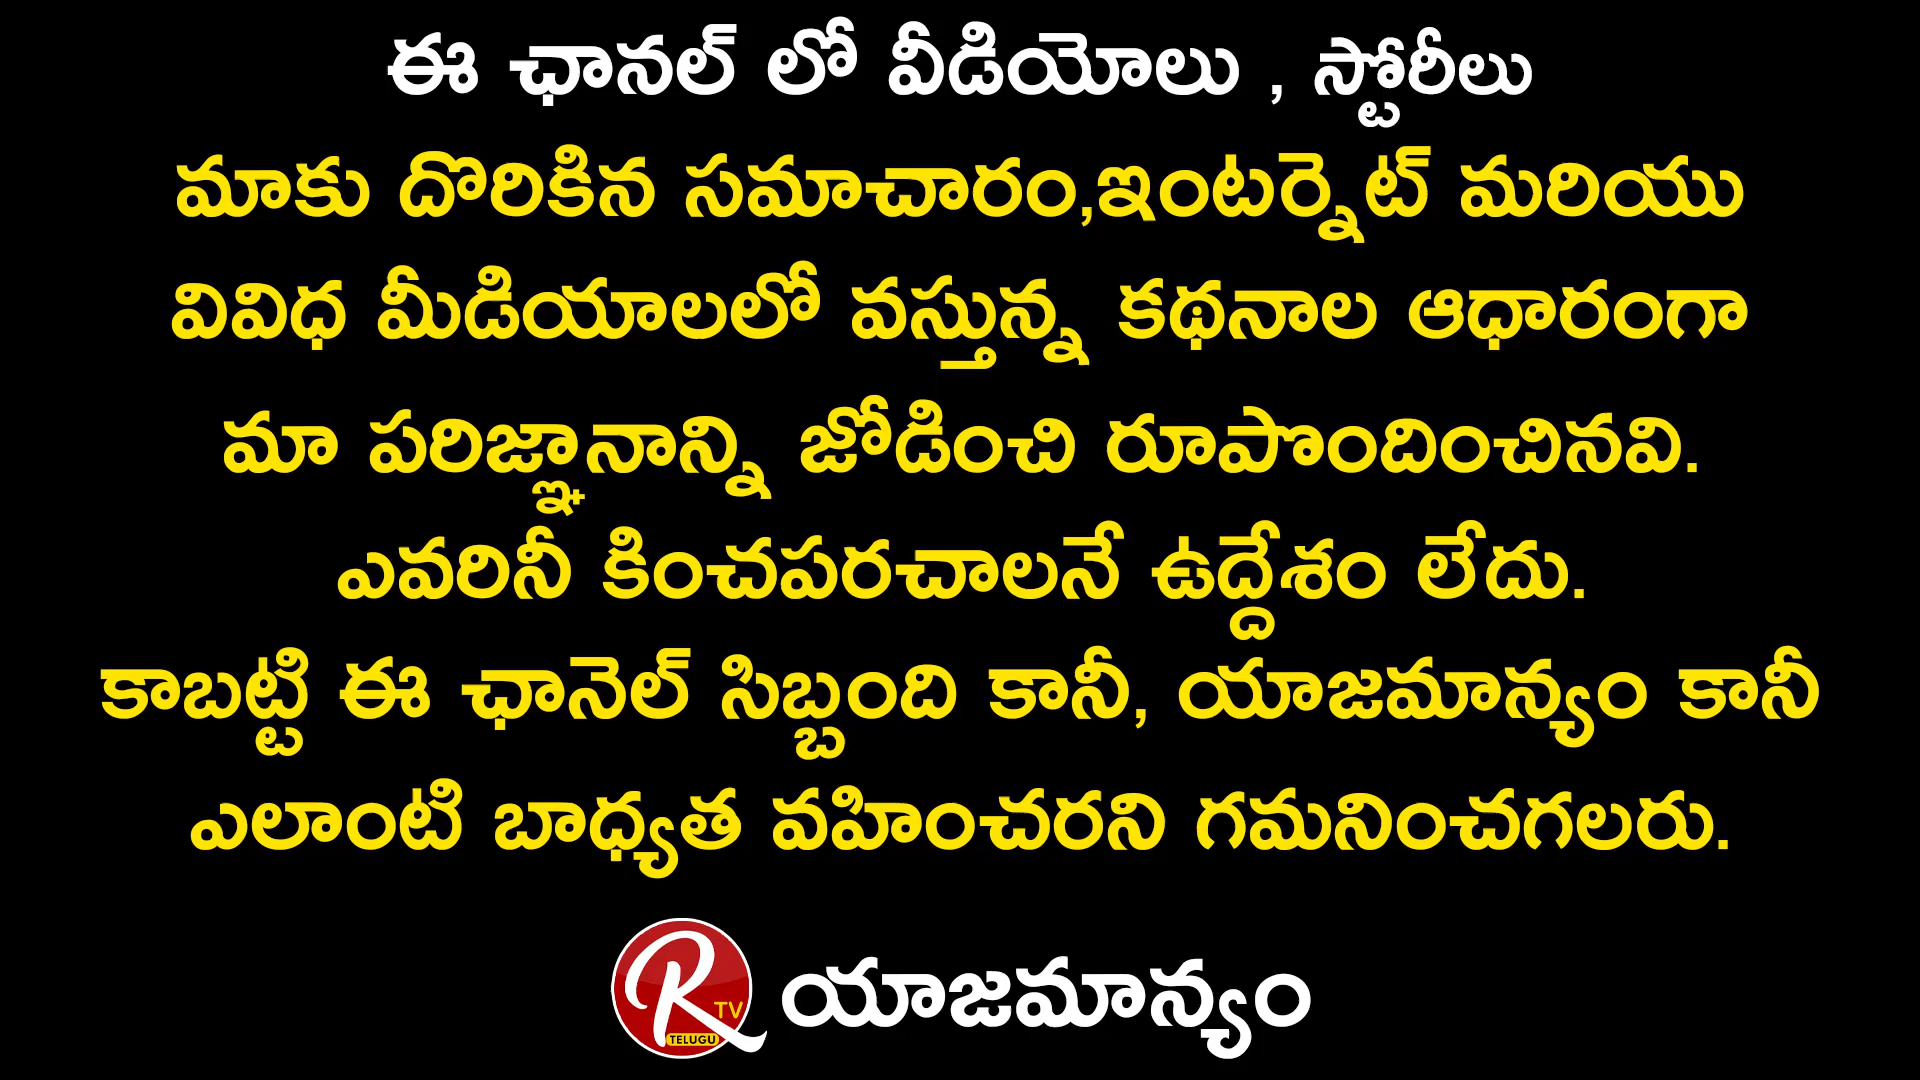 ఈ ఛానల్ లో వీడియోలు , స్టోరీలు
మాకు దొరికిన సమాచారం,ఇంటర్నెట్ మరియు
వివిధ మీడియాలలో వస్తున్న కథనాల ఆధారంగా
మా పరిజ్ఞానాన్ని జోడించి రూపొందించినవి.
ఎవరినీ కించపరచాలనే ఉద్దేశం లేదు.
కాబట్టి ఈ ఛానెల్ సిబ్బంది కానీ, యాజమాన్యం కానీ
ఎలాంటి బాధ్యత వహించరని గమనించగలరు.
R TV TELUGU యాజమాన్యం